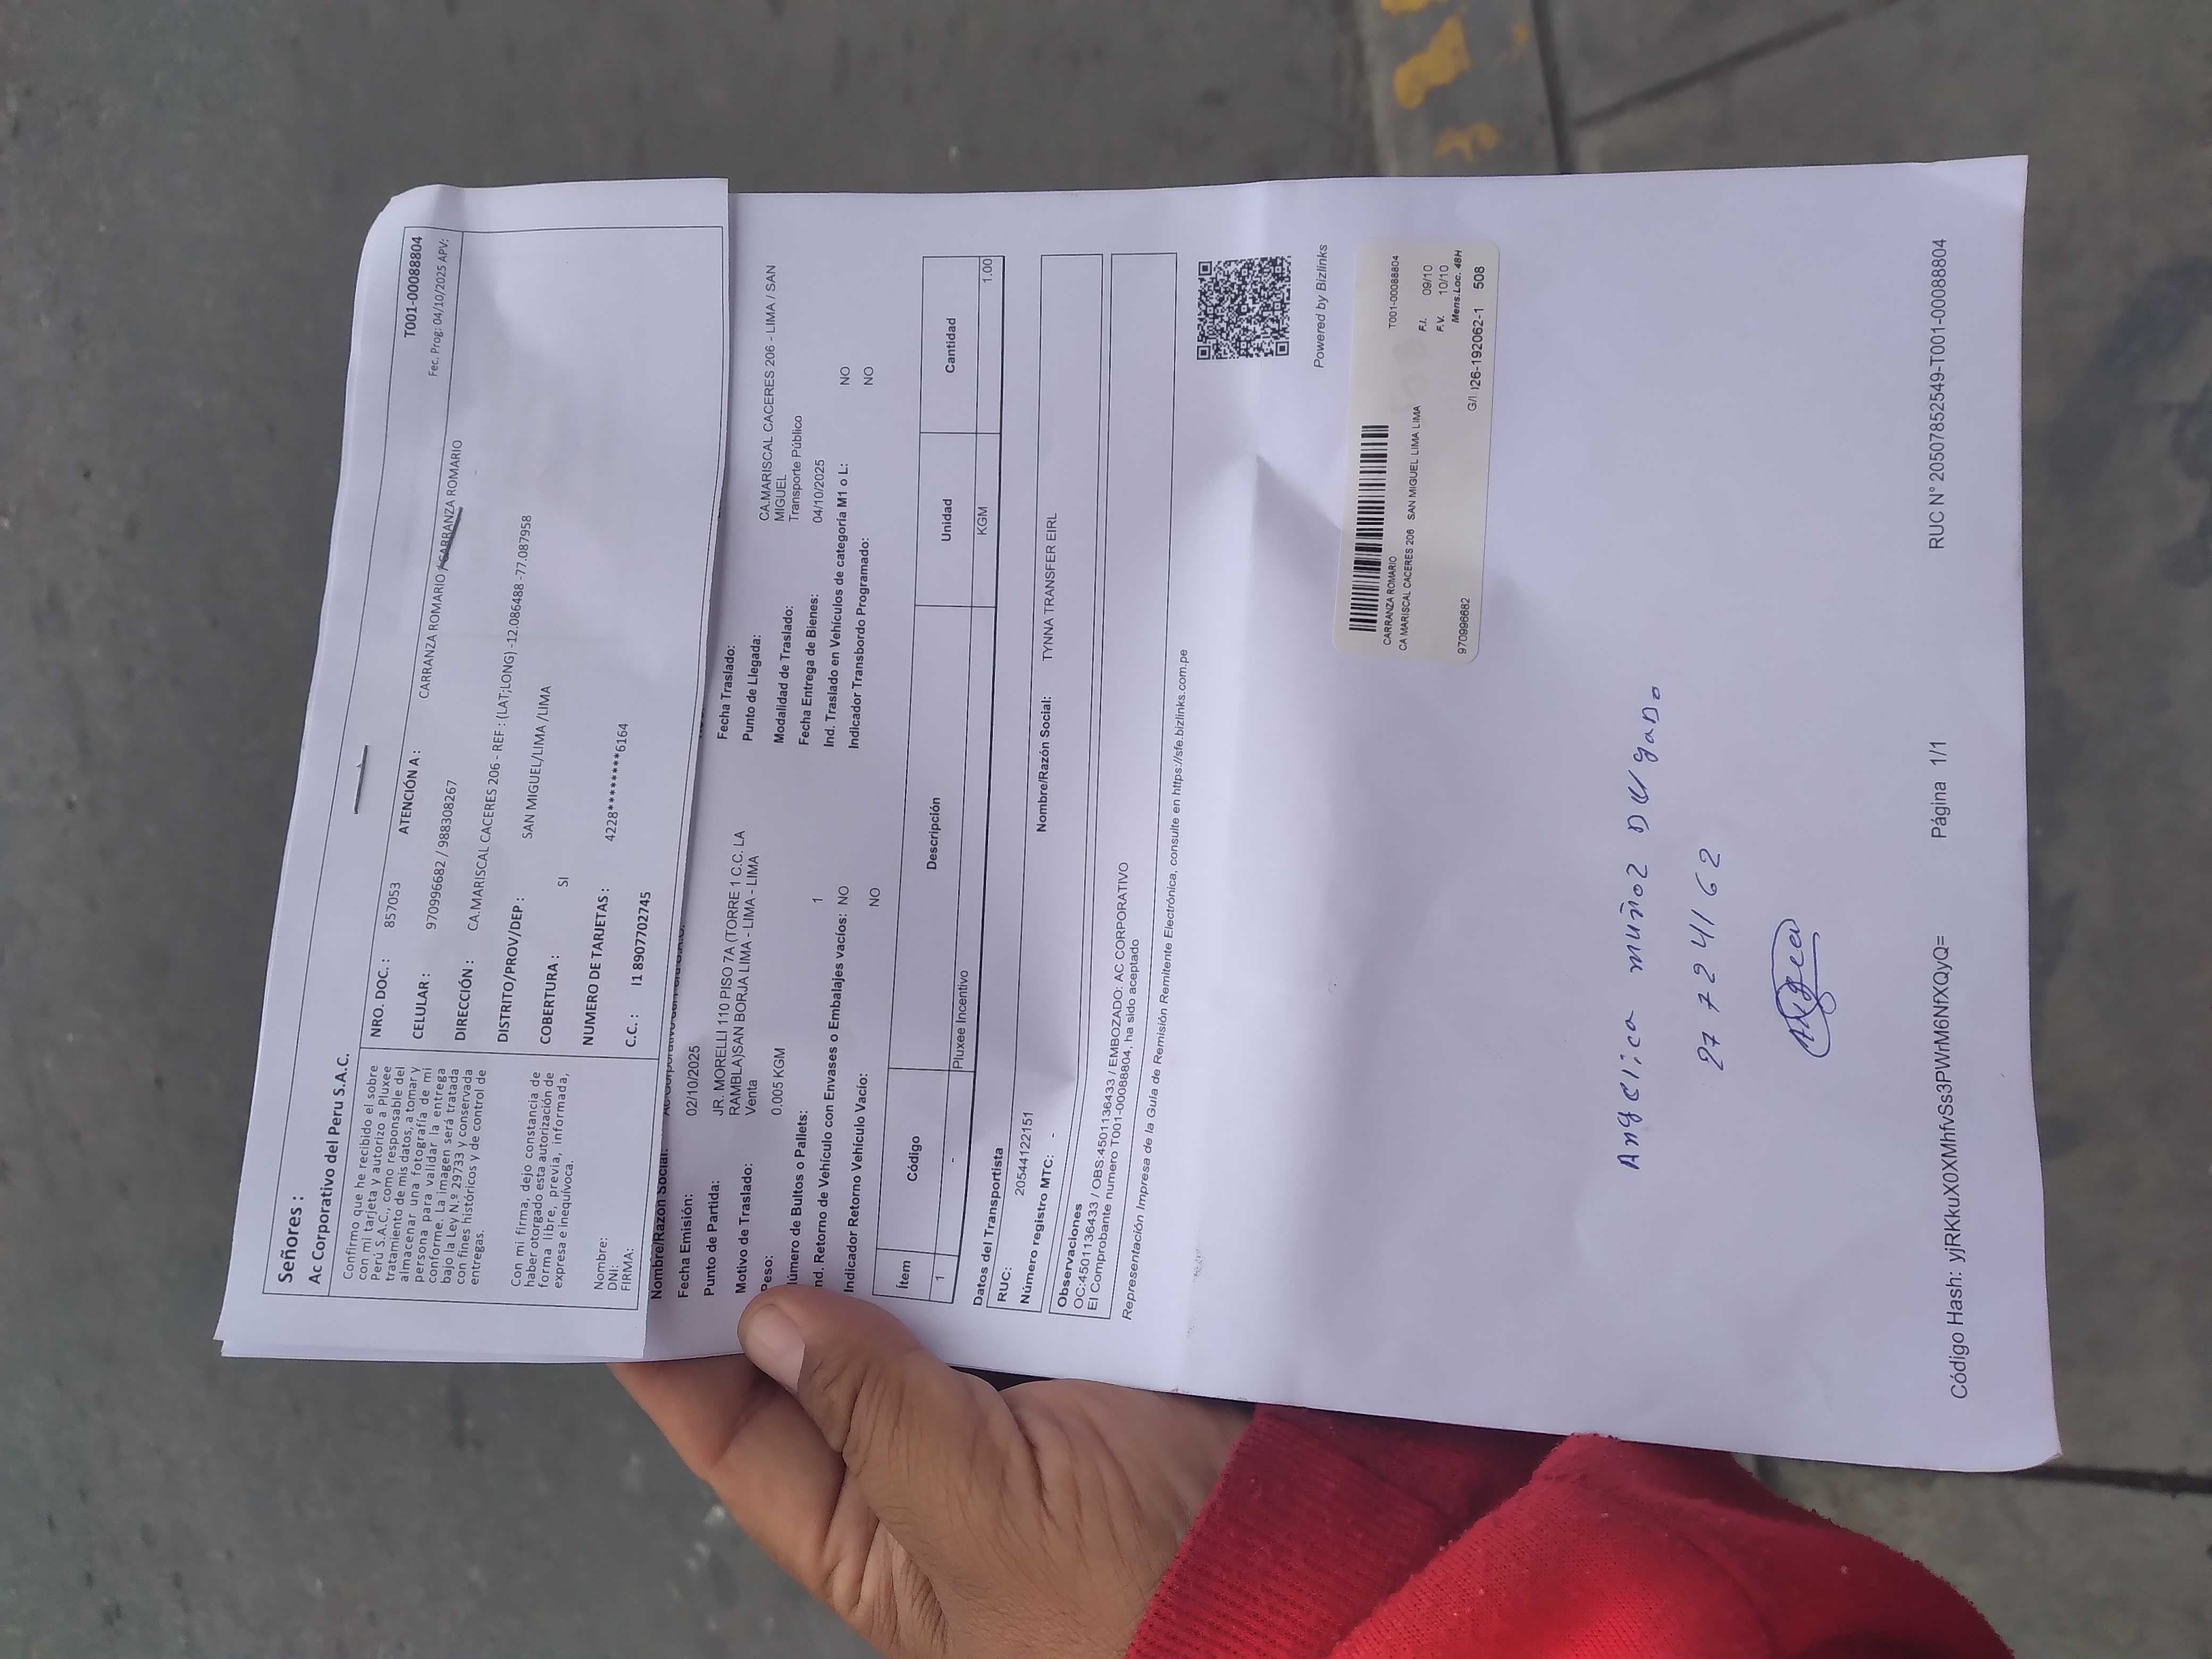 Señores :
Ac Corporativo del Peru S.A.C.
T001-00088804
Fec. Prog: 04/10/2025 APV:
Confirmo que he recibido el sobre
con mi tarjeta y autorizo a Pluxee
Perú S.A.C., como responsable del
tratamiento de mis datos, a tomar y
almacenar una fotografía de mi
persona para validar la entrega
conforme. La imagen será tratada
bajo la Ley N.º 29733 y conservada
con fines históricos y de control de
entregas.
Con mi firma, dejo constancia de
haber otorgado esta autorización de
forma libre, previa, informada,
expresa e inequívoca.
Nombre:
DNI:
FIRMA:
NRO. DOC. : 857053 ATENCIÓN A : CARRANZA ROMARIO / CARRANZA ROMARIO
CELULAR : 970996682 / 988308267
DIRECCIÓN : CA.MARISCAL CACERES 206 - REF : (LAT;LONG) -12.086488 -77.087958
DISTRITO/PROV/DEP : SAN MIGUEL/LIMA /LIMA
COBERTURA : SI
NUMERO DE TARJETAS : 4228********6164
C.C. : I1 8907702745
Nombre/Razón Social:
Fecha Emisión: 02/10/2025 Fecha Traslado:
Punto de Partida: JR. MORELLI 110 PISO 7A (TORRE 1 C.C. LA
RAMBLA)SAN BORJA LIMA - LIMA - LIMA
Punto de Llegada: CA.MARISCAL CACERES 206 - LIMA / SAN
MIGUEL
Motivo de Traslado: Venta Modalidad de Traslado: Transporte Público
Peso: 0.005 KGM Fecha Entrega de Bienes: 04/10/2025
Número de Bultos o Pallets: 1 Ind. Traslado en Vehículos de categoría M1 o L: NO
Ind. Retorno de Vehículo con Envases o Embalajes vacíos: NO Indicador Transbordo Programado: NO
Indicador Retorno Vehículo Vacío: NO
Ítem Código Descripción Unidad Cantidad
1 - Pluxee Incentivo KGM 1.00
Datos del Transportista
RUC: 20544122151 Nombre/Razón Social: TYNNA TRANSFER EIRL
Número registro MTC: -
Observaciones
OC:4501136433 / OBS:4501136433 / EMBOZADO: AC CORPORATIVO
El Comprobante numero T001-00088804, ha sido aceptado
Representación Impresa de la Guía de Remisión Remitente Electrónica, consulte en https://sfe.bizlinks.com.pe
Powered by Bizlinks
CARRANZA ROMARIO T001-00088804
CA MARISCAL CACERES 206 SAN MIGUEL LIMA LIMA
F.I. 09/10
F.V. 10/10
Mens.Loc. 48H
970996682 G/I I26-192062-1 508
Angelica muñoz Delgado
27724162
Código Hash: yjRKkuX0XMhfvSs3PWrM6NfXQyQ= Página 1/1 RUC N° 20507852549-T001-00088804